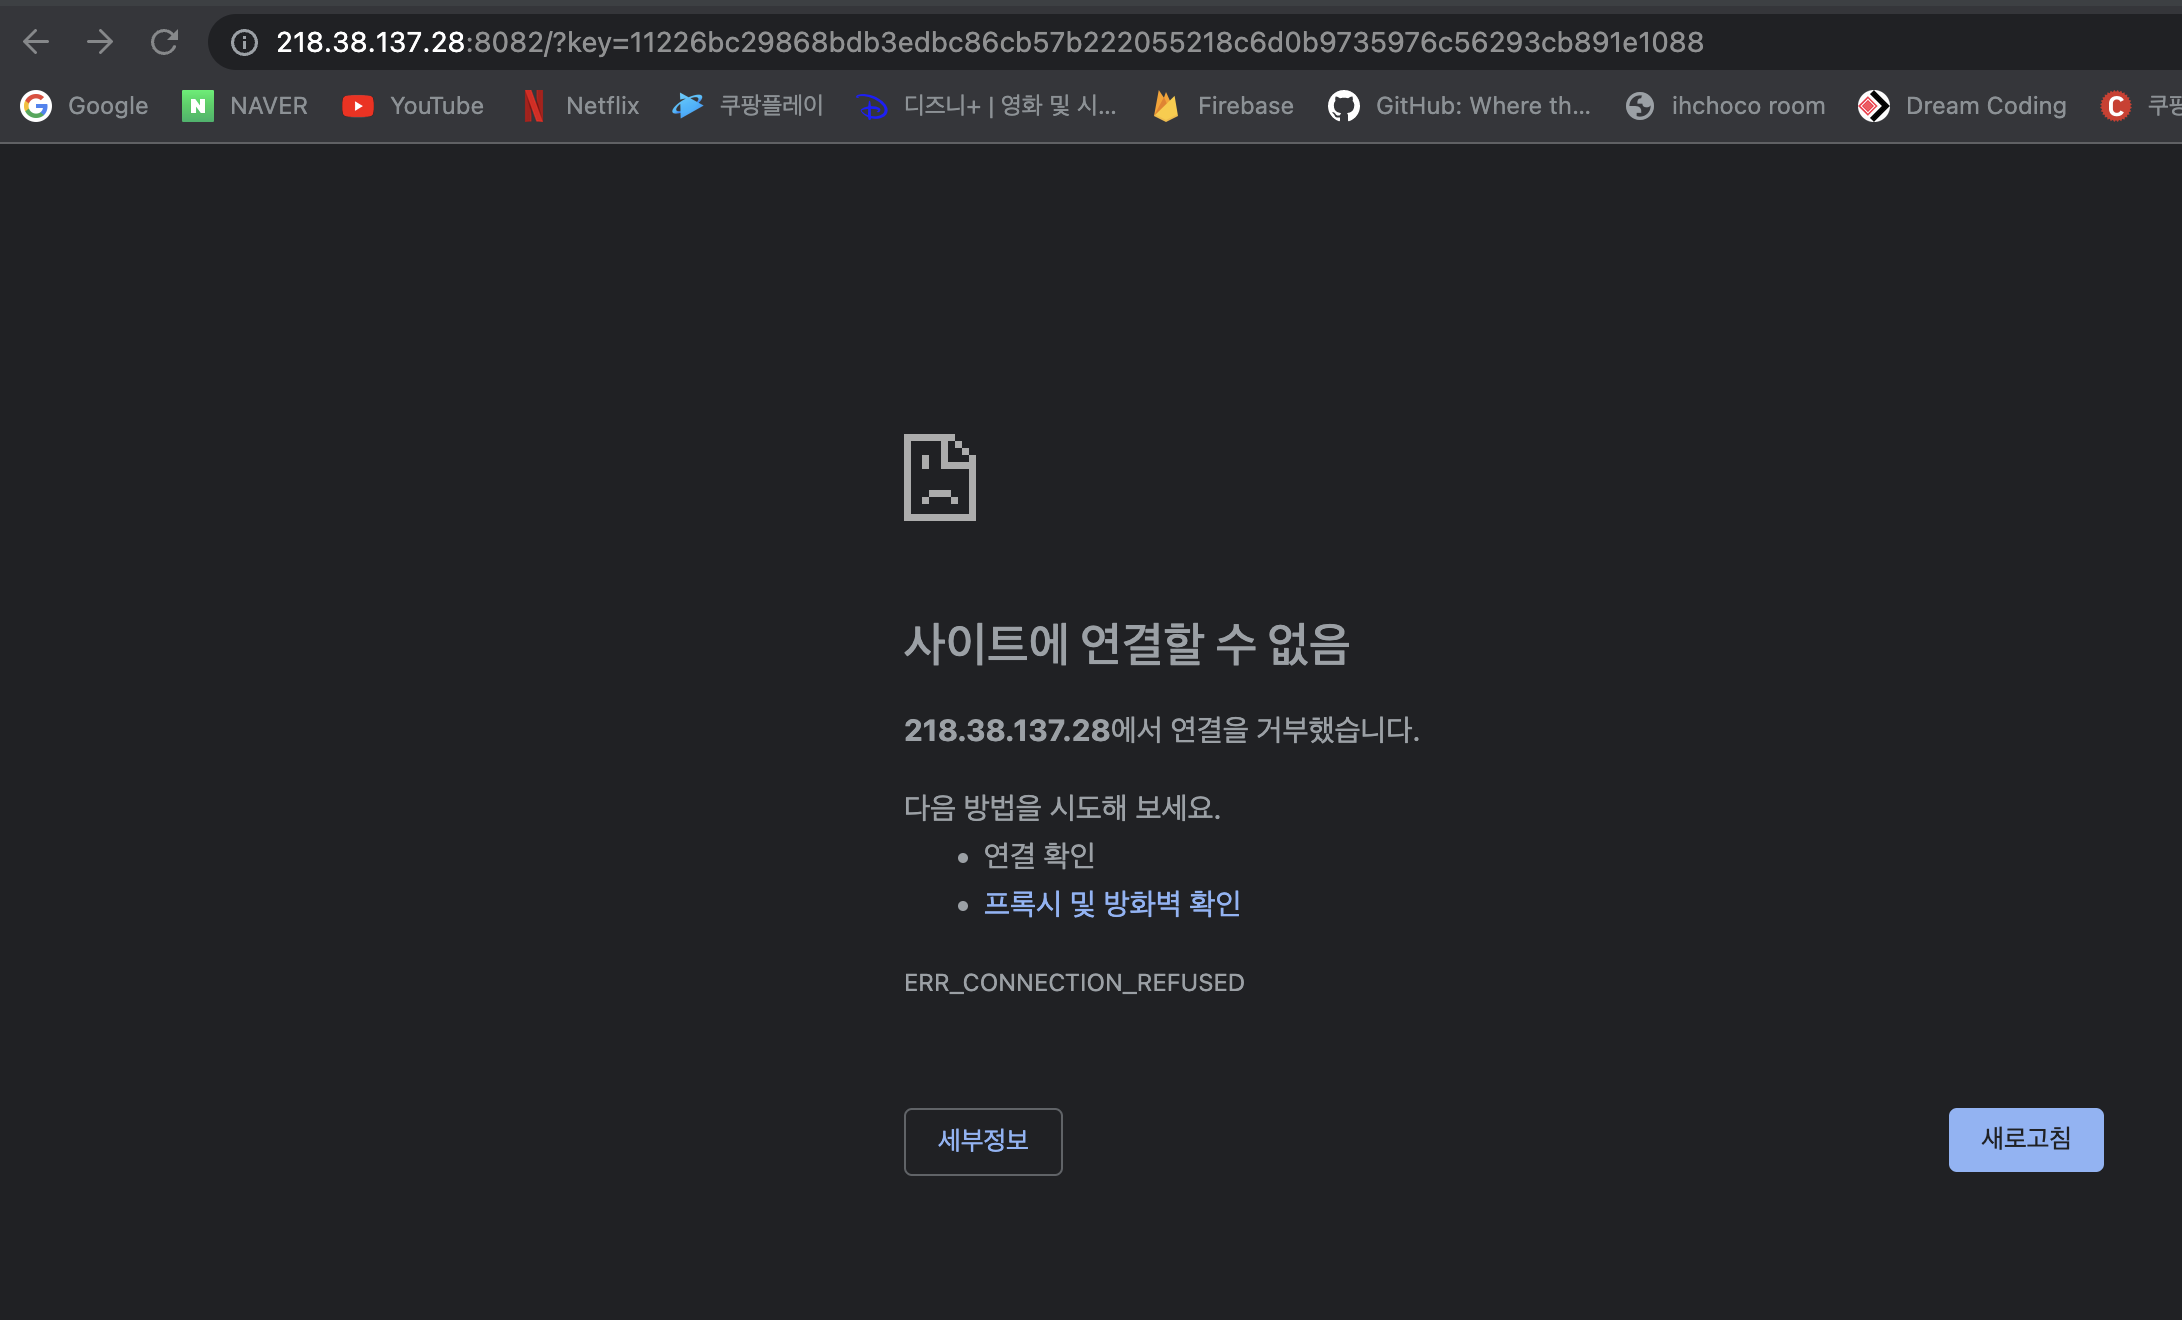 218.38.137.28:8082/?key=11226bc29868bdb3edbc86cb57b222055218c6d0b9735976c56293cb891e1088
Google NAVER YouTube Netflix 쿠팡플레이 디즈니+ | 영화 및 시... Firebase GitHub: Where th... ihchoco room Dream Coding 쿠팡
사이트에 연결할 수 없음
218.38.137.28에서 연결을 거부했습니다.
다음 방법을 시도해 보세요.
• 연결 확인
• 프록시 및 방화벽 확인
ERR_CONNECTION_REFUSED
세부정보 새로고침